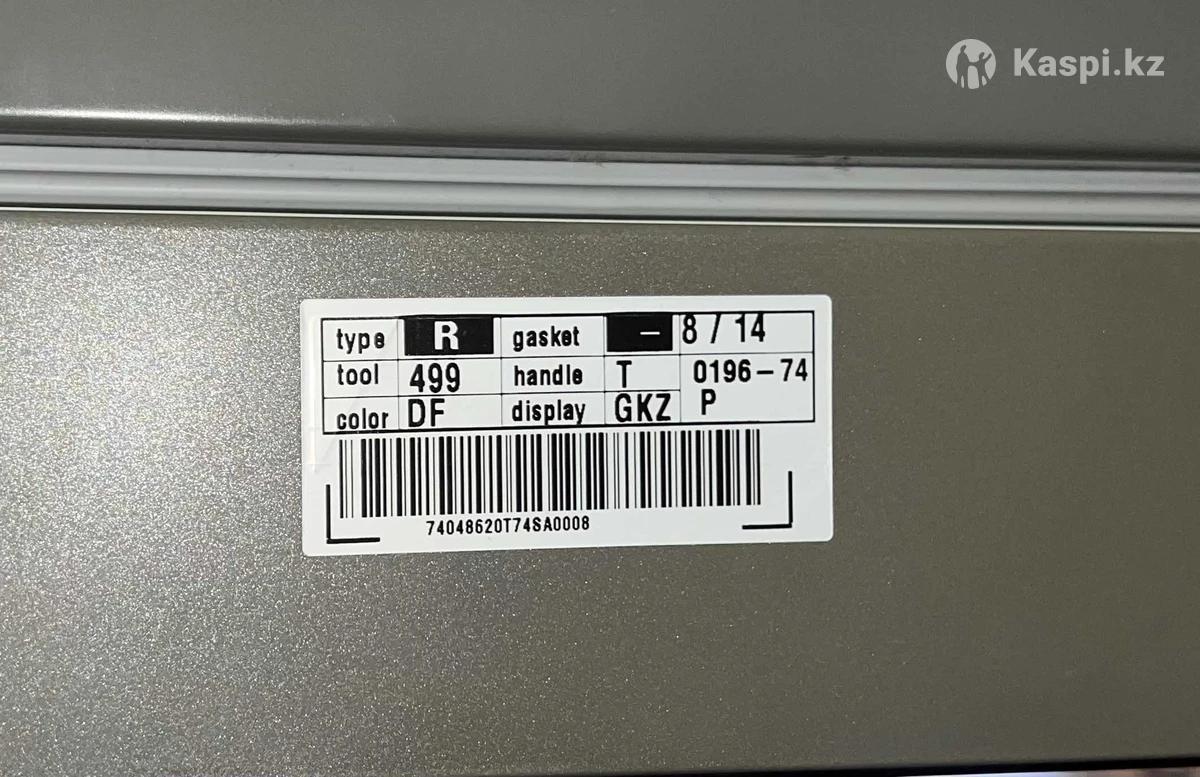 Kaspi.kz
type R gasket - 8 / 14
tool 499 handle T 0196-74
color DF display GKZ P
74048620T74SA0008